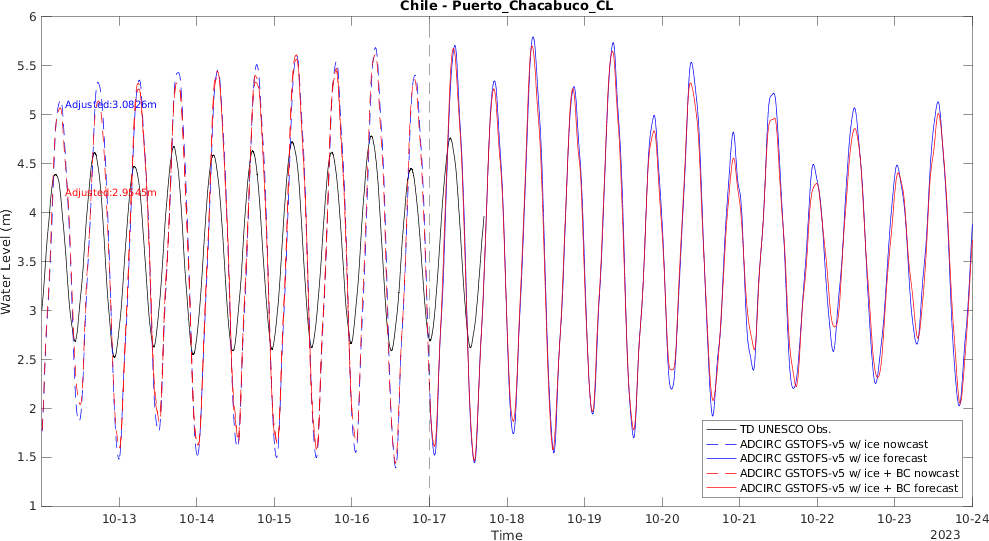 Chile - Puerto_Chacabuco_CL
6
5.5
5
4.5
4
3.5
3
2.5
2
1.5
1
Water Level (m)
Adjusted:3.0826m
Adjusted:2.9545m
TD UNESCO Obs.
ADCIRC GSTOFS-v5 w/ ice nowcast
ADCIRC GSTOFS-v5 w/ ice forecast
ADCIRC GSTOFS-v5 w/ ice + BC nowcast
ADCIRC GSTOFS-v5 w/ ice + BC forecast
10-13 10-14 10-15 10-16 10-17 10-18 10-19 10-20 10-21 10-22 10-23 10-24
Time
2023